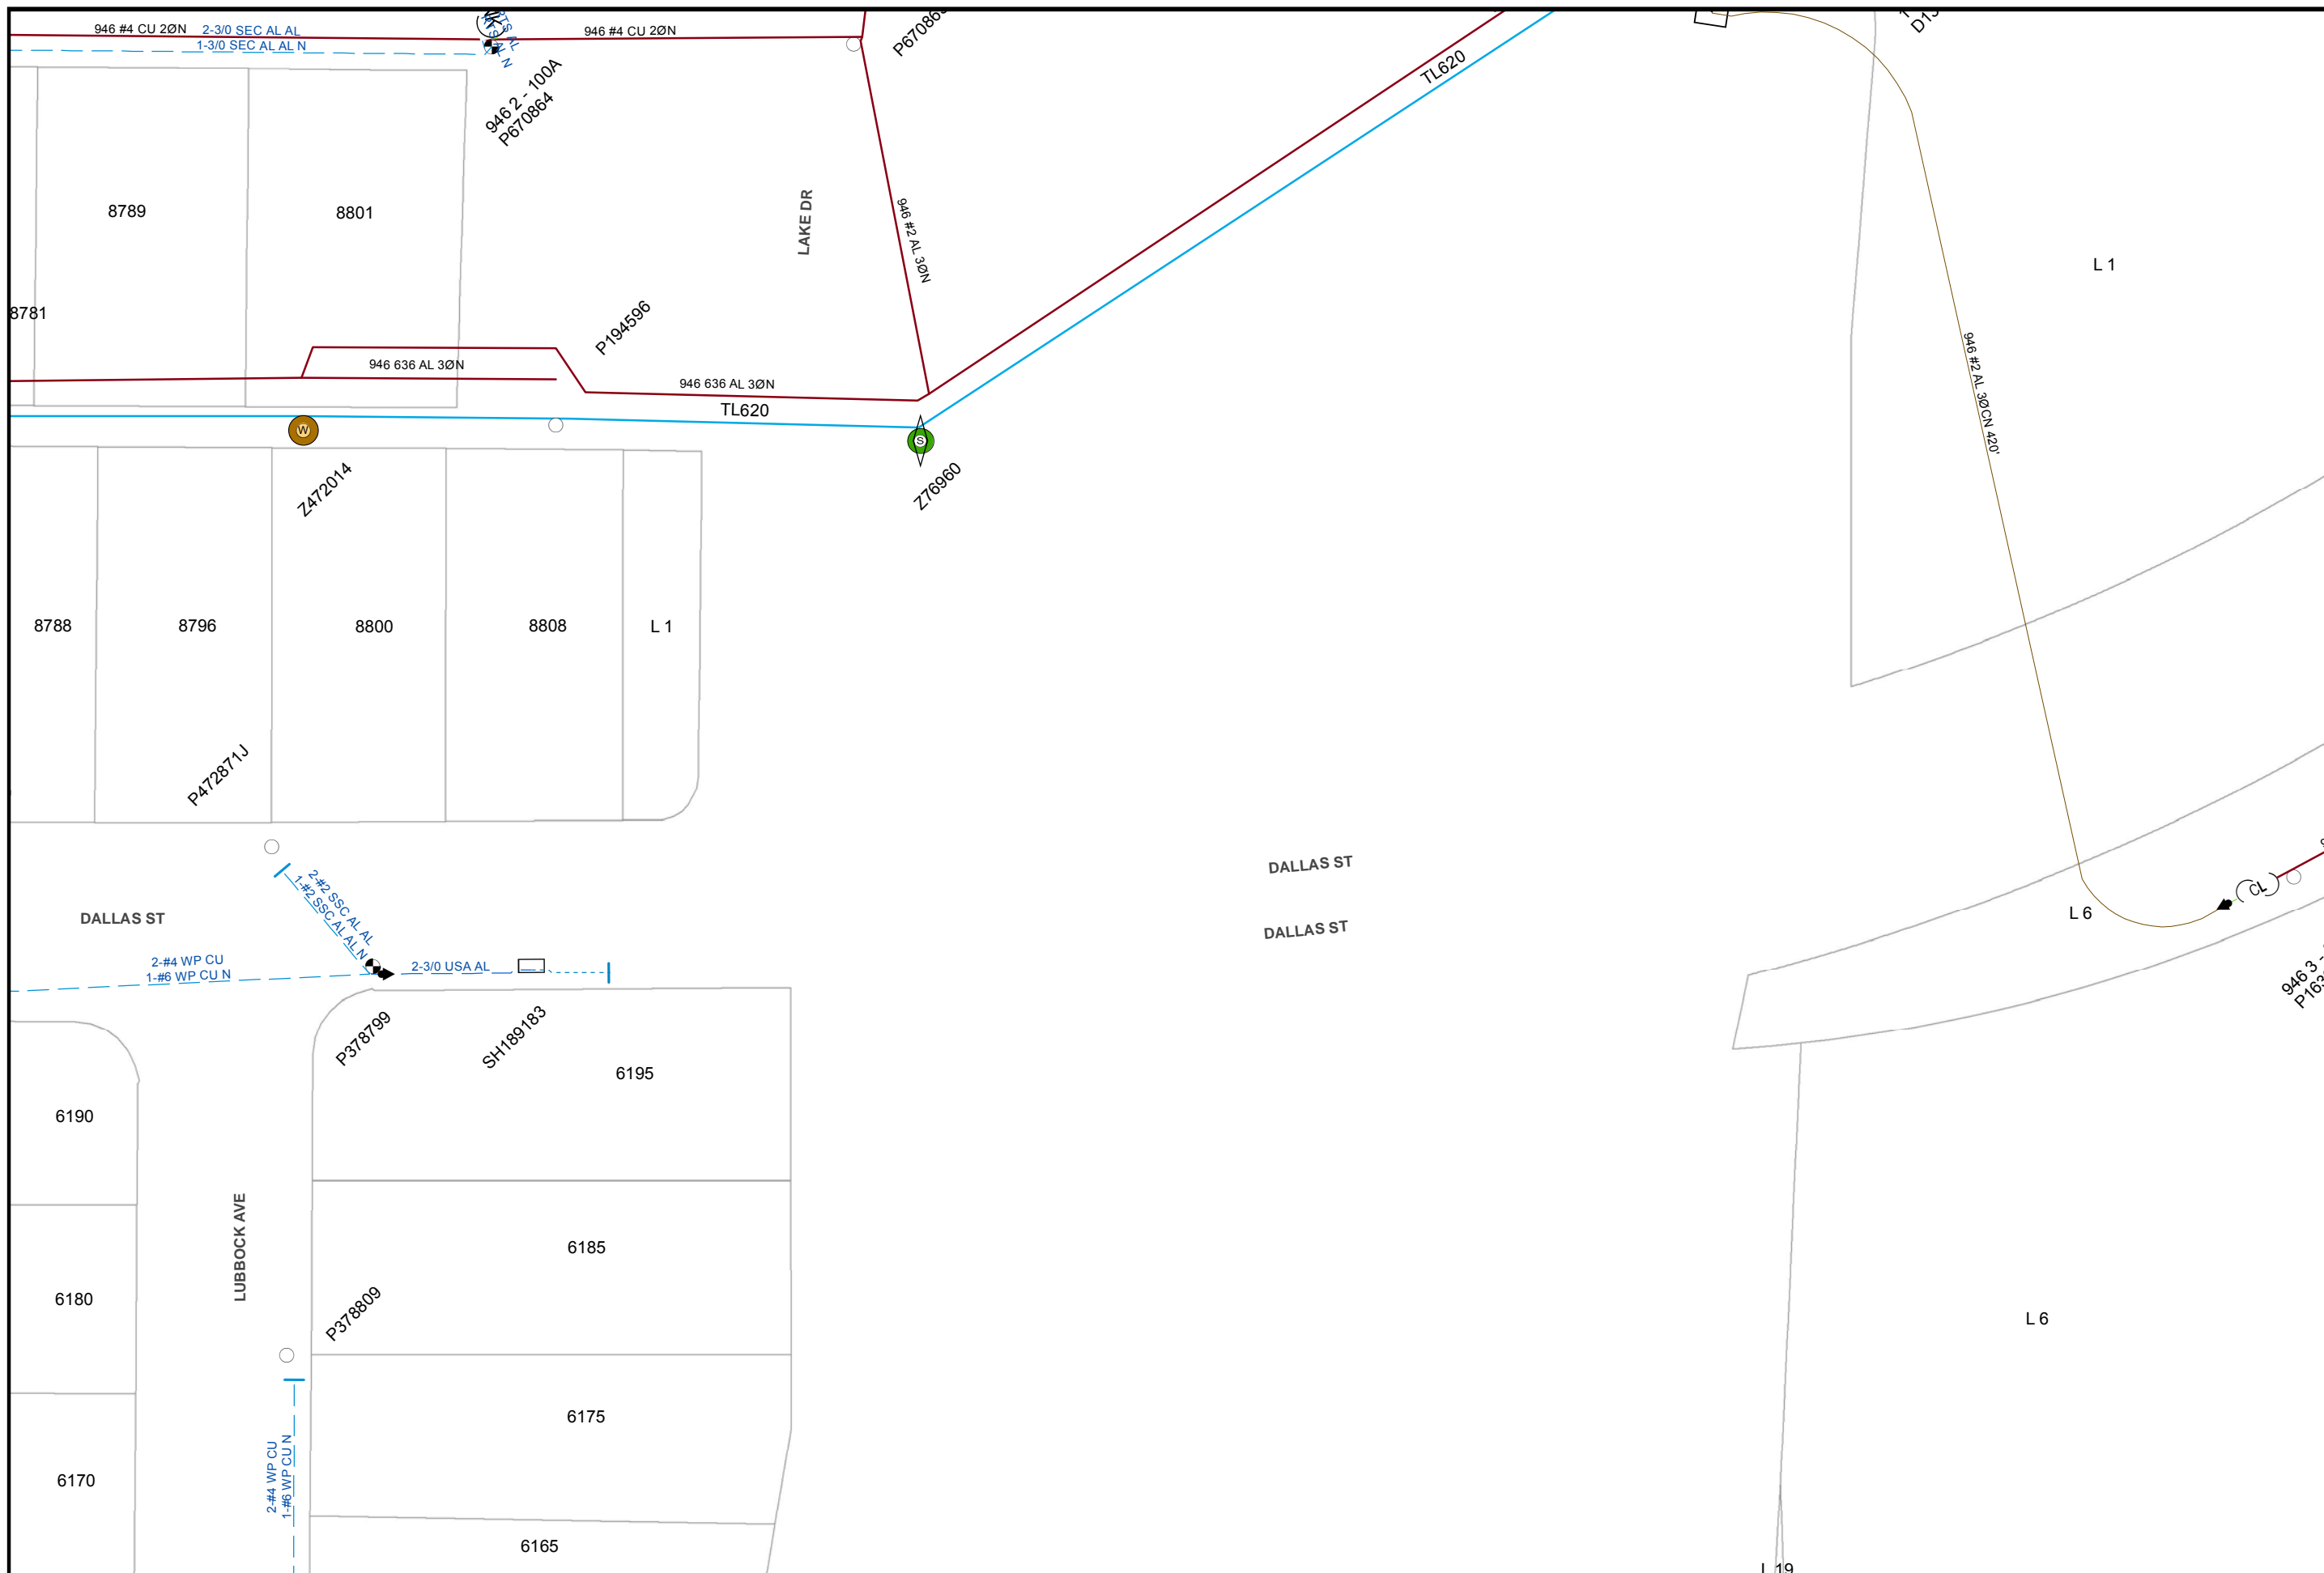 946 #4 CU 2ØN
2-3/0 SEC AL AL
1-3/0 SEC AL AL N
946 #4 CU 2ØN
946 2 - 100A
P670864
TL620
8789
8801
LAKE DR
946 #2 AL 3ØN
L 1
8781
P194596
946 636 AL 3ØN
946 636 AL 3ØN
TL620
946 #2 AL 3ØCN 420'
W
S
Z472014
Z76960
8788
8796
8800
8808
L 1
P472871J
DALLAS ST
DALLAS ST
DALLAS ST
2-#2 SSC AL AL
1-#2 SSC AL AL N
CL
L 6
2-#4 WP CU
1-#6 WP CU N
2-3/0 USA AL
946 3 -
P378799
SH189183
6195
6190
LUBBOCK AVE
6185
6180
P378809
L 6
6175
6170
2-#4 WP CU
1-#6 WP CU N
6165
L 19